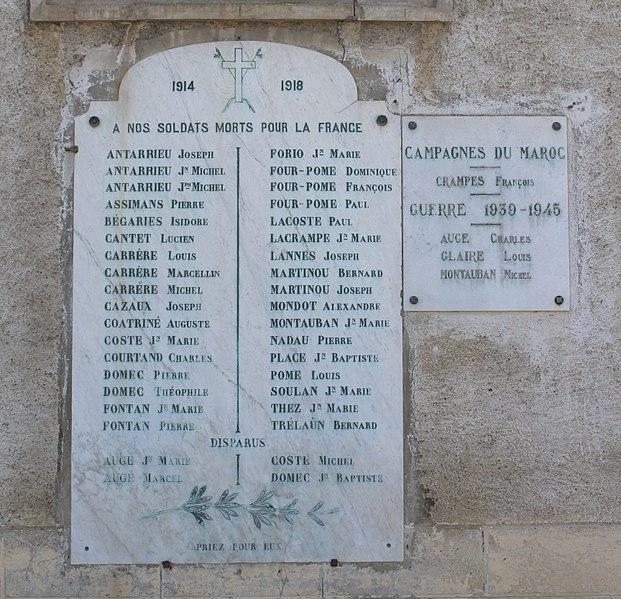 1914 1918
A NOS SOLDATS MORTS POUR LA FRANCE
ANTARRIEU JOSEPH
ANTARRIEU Jn MICHEL
ANTARRIEU Jne MICHEL
ASSIMANS PIERRE
BÉGARIES ISIDORE
CANTET LUCIEN
CARRÈRE LOUIS
CARRÈRE MARCELLIN
CARRÈRE MICHEL
CAZAUX JOSEPH
COATRINÉ AUGUSTE
COSTE Jn MARIE
COURTAND CHARLES
DOMEC PIERRE
DOMEC THÉOPHILE
FONTAN Jn MARIE
FONTAN PIERRE
FORIO Jn MARIE
FOUR-POME DOMINIQUE
FOUR-POME FRANÇOIS
FOUR-POME PAUL
LACOSTE PAUL
LACRAMPE Jn MARIE
LANNES JOSEPH
MARTINOU BERNARD
MARTINOU JOSEPH
MONDOT ALEXANDRE
MONTAUBAN Jn MARIE
NADAU PIERRE
PLACE Jn BAPTISTE
POME LOUIS
SOULAN Jn MARIE
THEZ Jn MARIE
TRÉLAÜN BERNARD
DISPARUS
AUGÉ Jn MARIE
AUGÉ MARCEL
COSTE MICHEL
DOMEC Jn BAPTISTE
PRIEZ POUR EUX
CAMPAGNES DU MAROC
CRAMPES FRANÇOIS
GUERRE 1939-1945
AUGE CHARLES
GLAIRE LOUIS
MONTAUBAN MICHEL